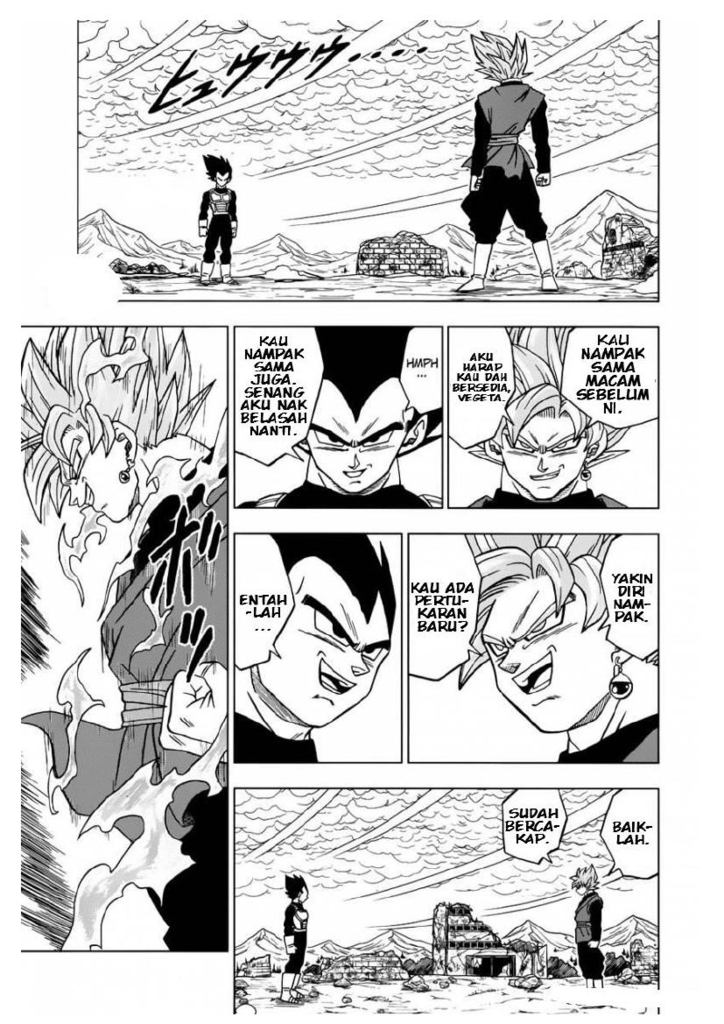 ヒュウウウ・・・・・
KAU
NAMPAK
SAMA
MACAM
SEBELUM
NI.
AKU
HARAP
KAU DAH
BERSEDIA,
VEGETA.
HMPH
...
KAU
NAMPAK
SAMA
JUGA.
SENANG
AKU NAK
BELASAH
NANTI.
ボッ
YAKIN
DIRI
NAM-
PAK.
KAU ADA
PERTU-
KARAN
BARU?
ENTAH
-LAH
...
BAIK-
LAH.
SUDAH
BERCA-
KAP.